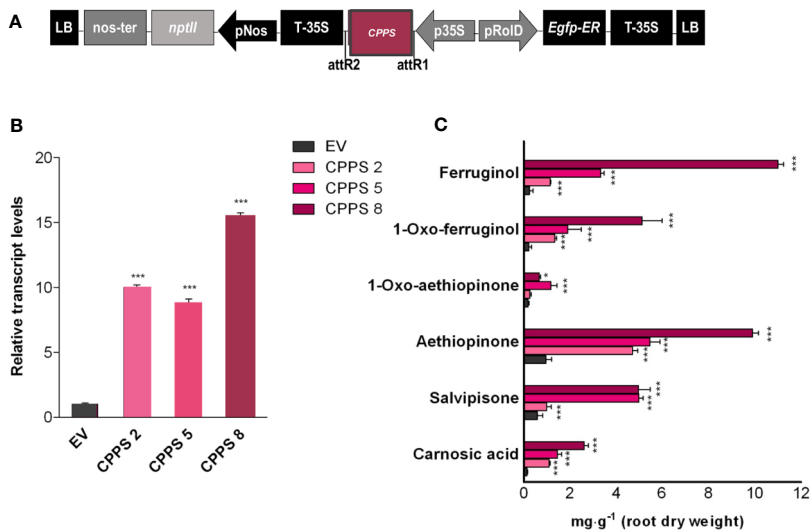 A
LB nos-ter nptII pNos T-35S CPPS p35S pRolD Egfp-ER T-35S LB
attR2 attR1
B
EV
CPPS 2
CPPS 5
CPPS 8
Relative transcript levels
20
15
10
5
0
***
***
***
EV
CPPS 2
CPPS 5
CPPS 8
C
Ferruginol
***
***
***
1-Oxo-ferruginol
***
***
***
1-Oxo-aethiopinone
*
***
Aethiopinone
***
***
***
Salvipisone
***
***
***
Carnosic acid
***
***
***
0 2 4 6 8 10 12
mg·g⁻¹ (root dry weight)